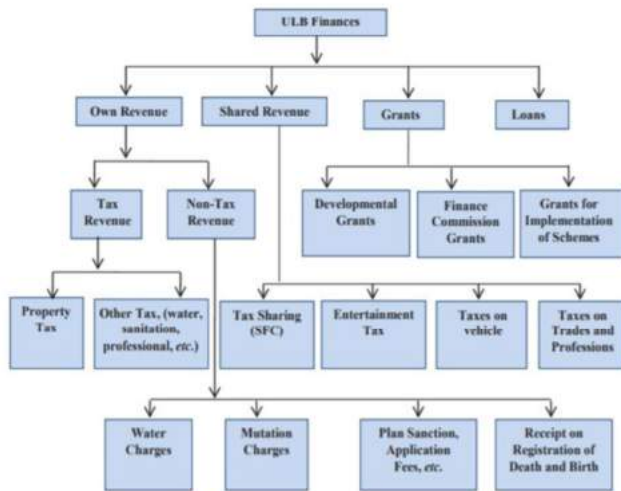 ULB Finances
Own Revenue
Shared Revenue
Grants
Loans
Tax
Revenue
Non-Tax
Revenue
Developmental
Grants
Finance
Commission
Grants
Grants for
Implementation
of Schemes
Property
Tax
Other Tax, (water,
sanitation,
professional, etc.)
Tax Sharing
(SFC)
Entertainment
Tax
Taxes on
vehicle
Taxes on
Trades and
Professions
Water
Charges
Mutation
Charges
Plan Sanction,
Application
Fees, etc.
Receipt on
Registration of
Death and Birth